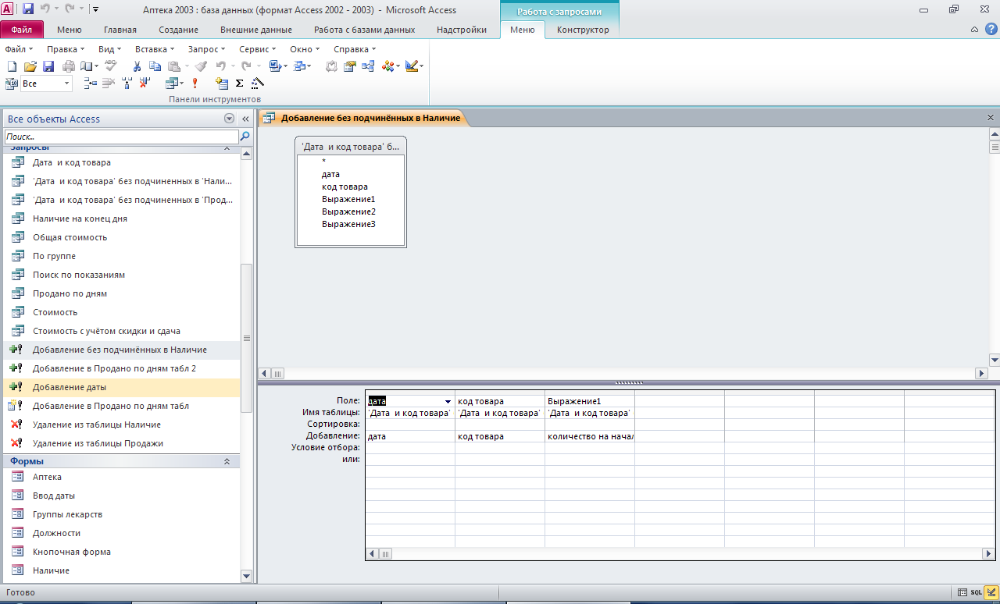 Аптека 2003 : база данных (формат Access 2002 - 2003) - Microsoft Access
Работа с запросами
Файл Меню Главная Создание Внешние данные Работа с базами данных Надстройки Меню Конструктор
Файл Правка Вид Вставка Запрос Сервис Окно Справка
Все
Панели инструментов
Все объекты Access
Поиск...
Запросы
Дата и код товара
'Дата и код товара' без подчиненных в 'Нали...
'Дата и код товара' без подчиненных в 'Прод...
Наличие на конец дня
Общая стоимость
По группе
Поиск по показаниям
Продано по дням
Стоимость
Стоимость с учётом скидки и сдача
Добавление без подчинённых в Наличие
Добавление в Продано по дням табл 2
Добавление даты
Добавление в Продано по дням табл
Удаление из таблицы Наличие
Удаление из таблицы Продажи
Формы
Аптека
Ввод даты
Группы лекарств
Должности
Кнопочная форма
Наличие
Добавление без подчинённых в Наличие
'Дата и код товара' б...
*
дата
код товара
Выражение1
Выражение2
Выражение3
Поле: дата код товара Выражение1
Имя таблицы: 'Дата и код товара' 'Дата и код товара' 'Дата и код товара'
Сортировка:
Добавление: дата код товара количество на начал
Условие отбора:
или:
Готово
SQL